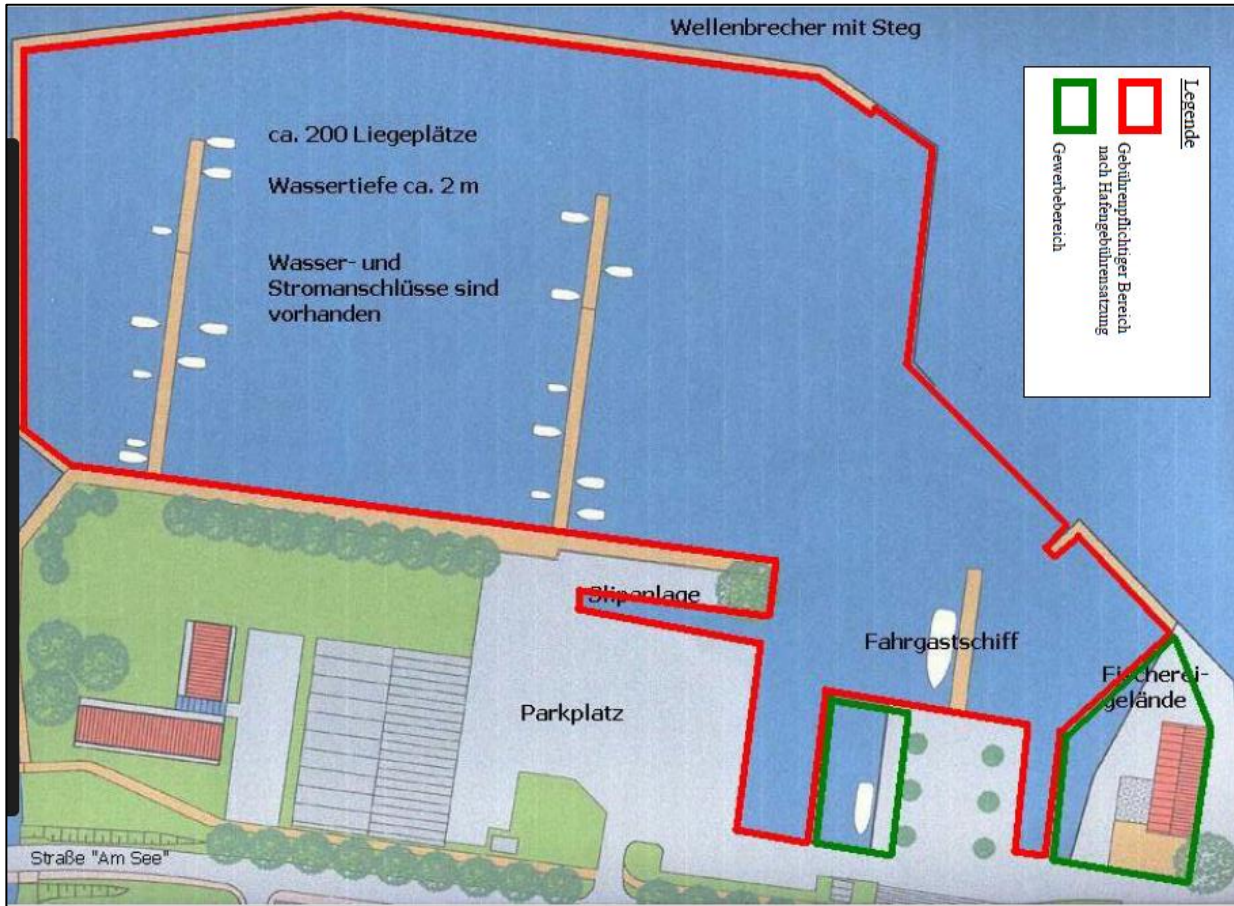 Wellenbrecher mit Steg
Legende
Gebührenpflichtiger Bereich
nach Hafengebührensatzung
Gewerbebereich
ca. 200 Liegeplätze
Wassertiefe ca. 2 m
Wasser- und
Stromanschlüsse sind
vorhanden
Slipanlage
Fahrgastschiff
Fischerei-
gelände
Parkplatz
Straße "Am See"